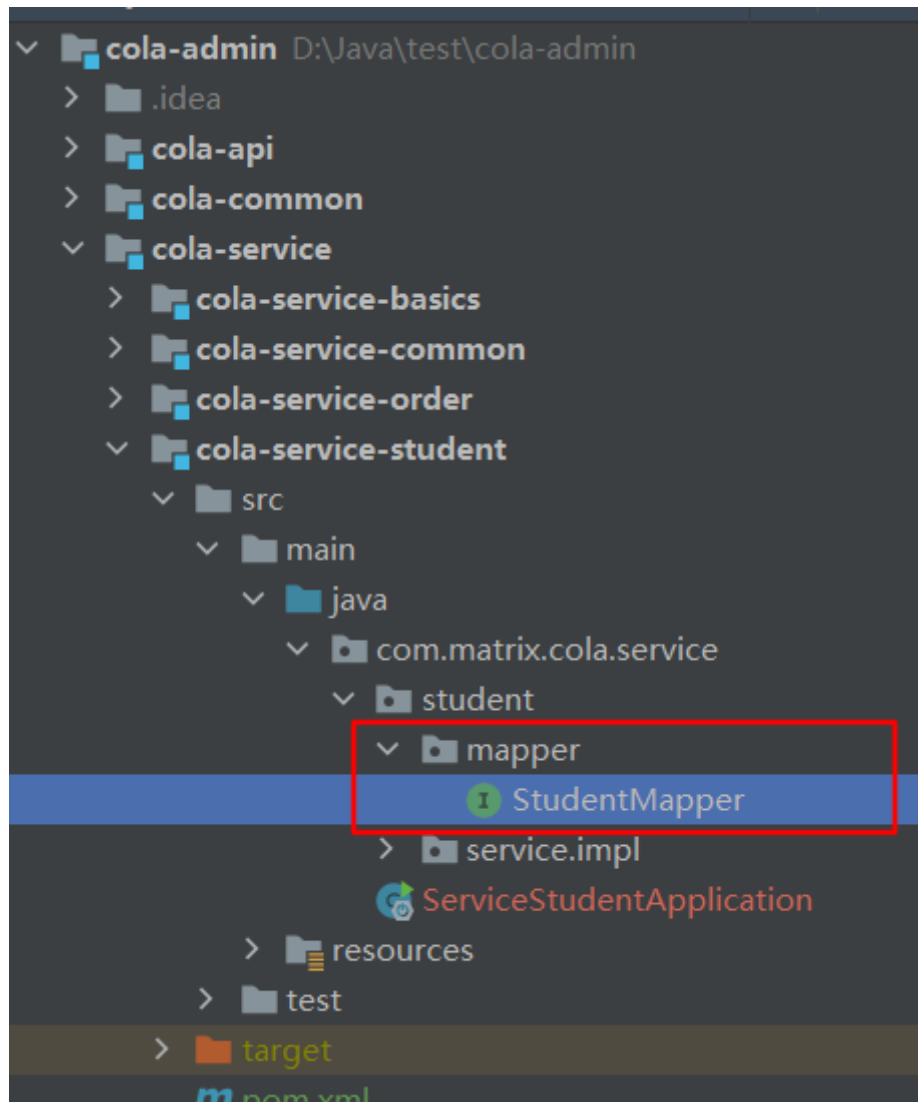 cola-admin D:\Java\test\cola-admin
.idea
cola-api
cola-common
cola-service
cola-service-basics
cola-service-common
cola-service-order
cola-service-student
src
main
java
com.matrix.cola.service
student
mapper
I StudentMapper
service.impl
ServiceStudentApplication
resources
test
target
m pom.xml